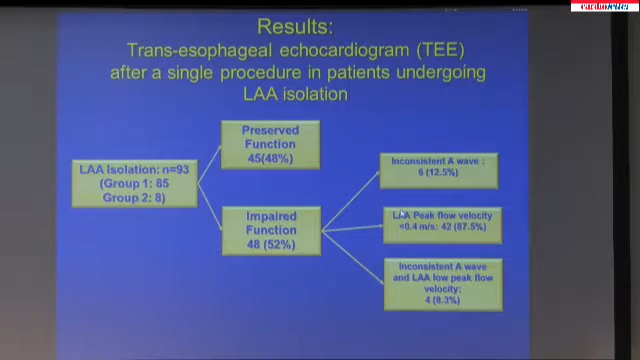 cardioletter
Results:
Trans-esophageal echocardiogram (TEE)
after a single procedure in patients undergoing
LAA isolation
Preserved
Function
45(48%)
LAA Isolation: n=93
(Group 1: 85
Group 2: 8)
Impaired
Function
48 (52%)
Inconsistent A wave :
6 (12.5%)
LAA Peak flow velocity
<0.4 m/s: 42 (87.5%)
Inconsistent A wave
and LAA low peak flow
velocity:
4 (8.3%)